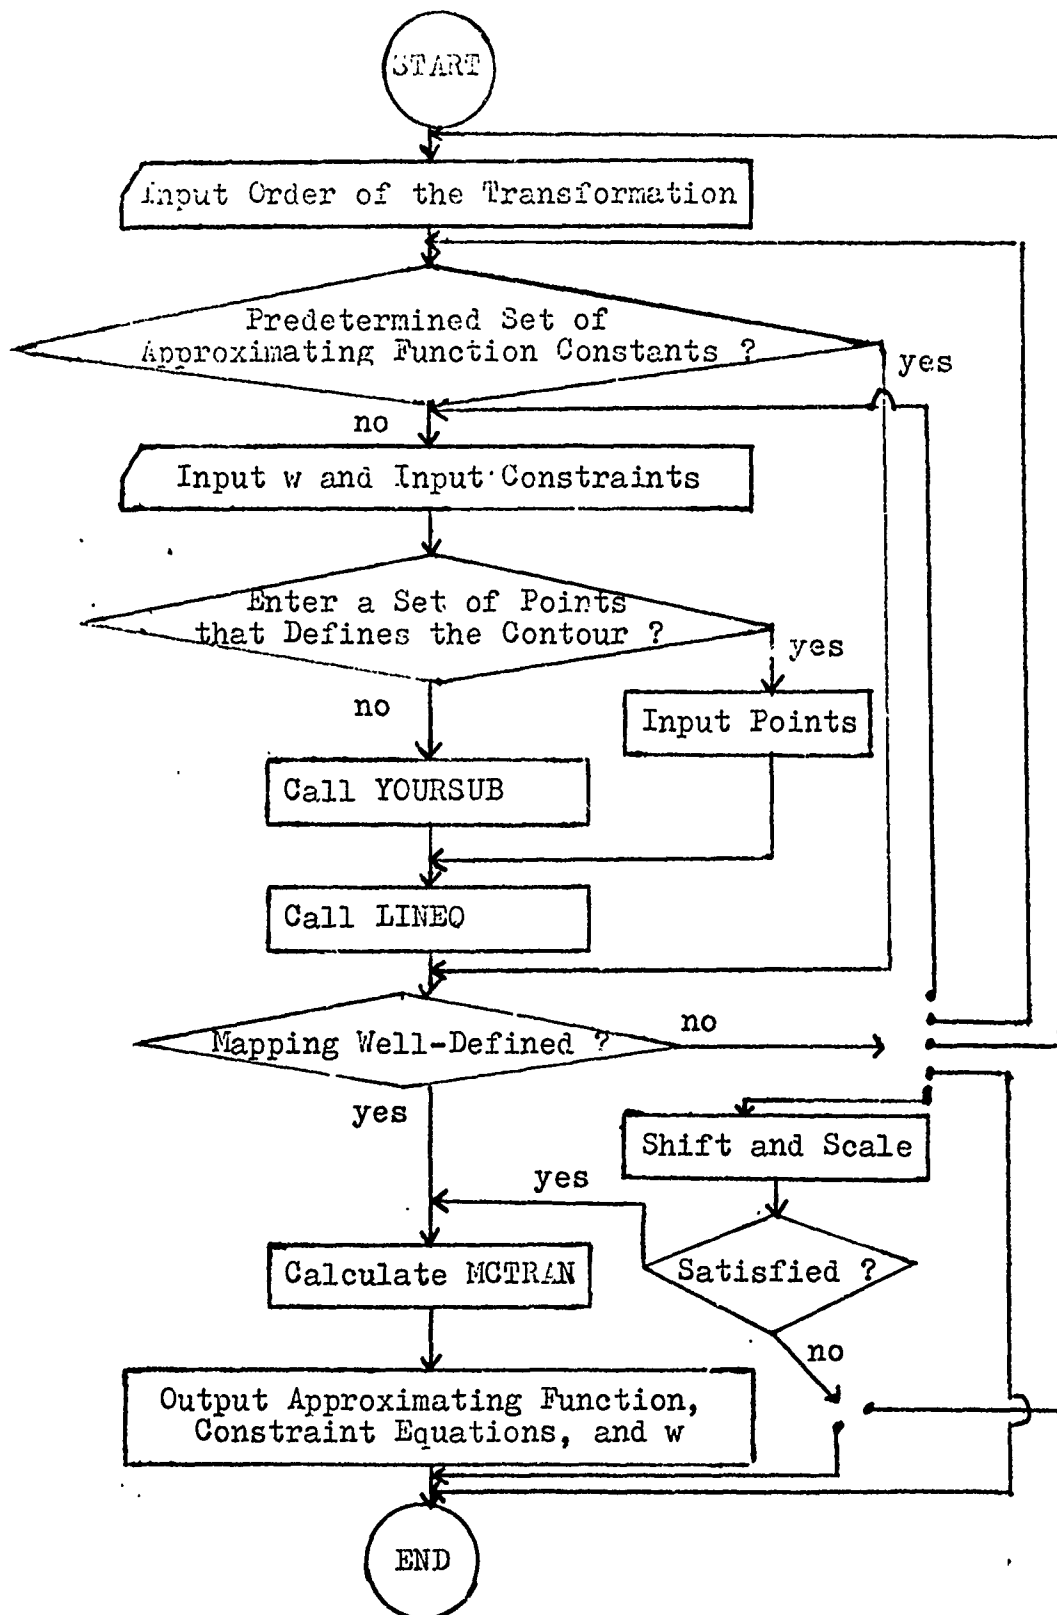 START
Input Order of the Transformation
Predetermined Set of
Approximating Function Constants ?
yes
no
Input w and Input Constraints
Enter a Set of Points
that Defines the Contour ?
yes
no
Input Points
Call YOURSUB
Call LINEQ
Mapping Well-Defined ?
no
yes
Shift and Scale
yes
Satisfied ?
Calculate MCTRAN
no
Output Approximating Function,
Constraint Equations, and w
END